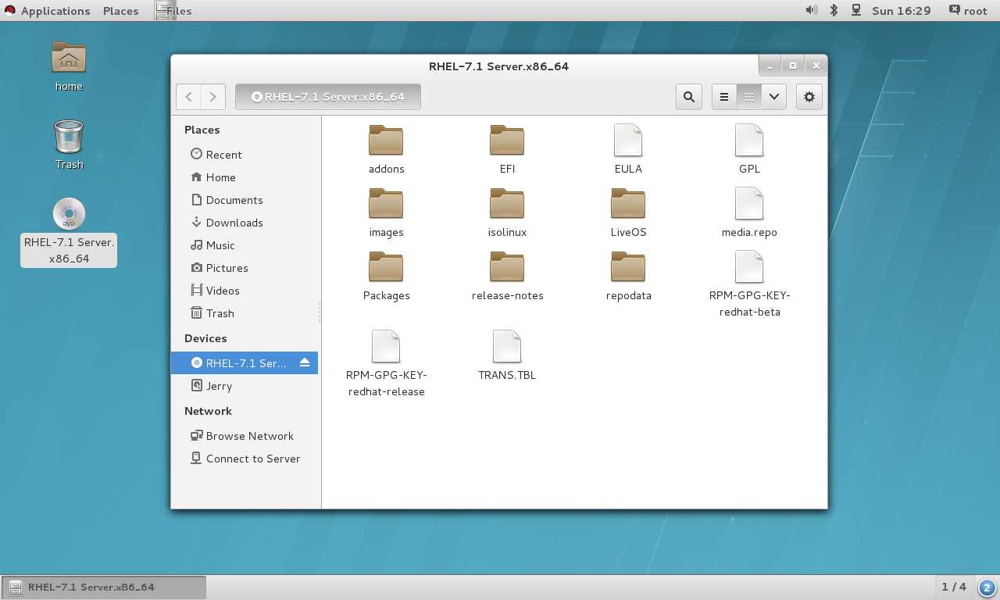 Applications Places Files Sun 16:29 root
home
Trash
RHEL-7.1 Server.
x86_64
RHEL-7.1 Server.x86_64
RHEL-7.1 Server.x86_64
Places
Recent
Home
Documents
Downloads
Music
Pictures
Videos
Trash
Devices
RHEL-7.1 Ser...
Jerry
Network
Browse Network
Connect to Server
addons EFI EULA GPL
images isolinux LiveOS media.repo
Packages release-notes repodata RPM-GPG-KEY-
redhat-beta
RPM-GPG-KEY- TRANS.TBL
redhat-release
RHEL-7.1 Server.x86_64 1 / 4 2
DVD